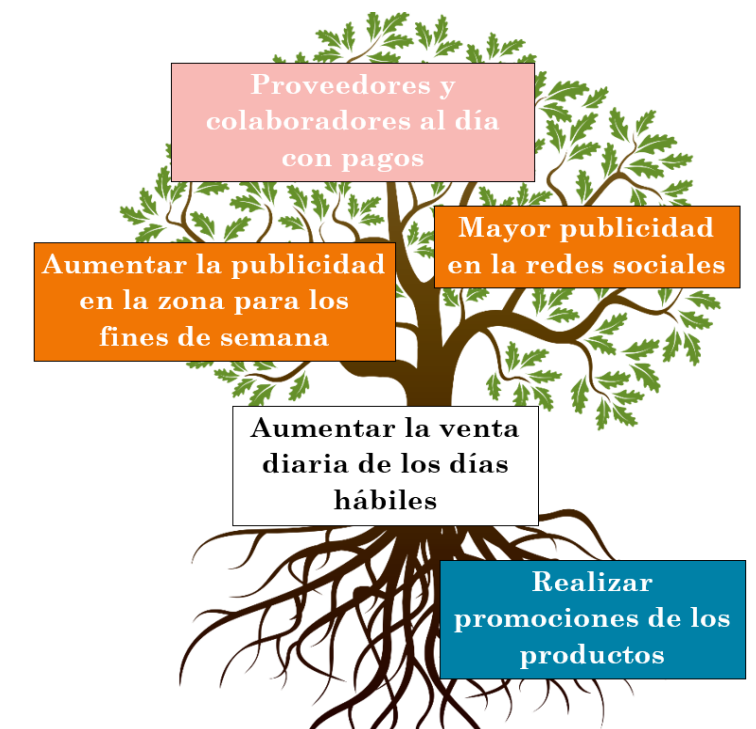 Proveedores y
colaboradores al día
con pagos
Mayor publicidad
en la redes sociales
Aumentar la publicidad
en la zona para los
fines de semana
Aumentar la venta
diaria de los días
hábiles
Realizar
promociones de los
productos